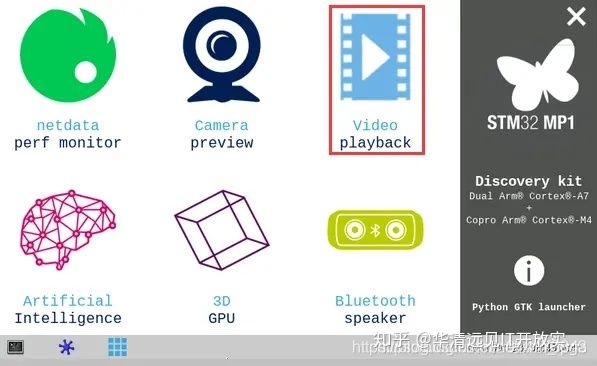 netdata
perf monitor
Camera
preview
Video
playback
STM32 MP1
Discovery kit
Dual Arm® Cortex®-A7
+
Copro Arm® Cortex®-M4
Python GTK launcher
Artificial
Intelligence
3D
GPU
Bluetooth
speaker
知乎 @华清远见IT开放实